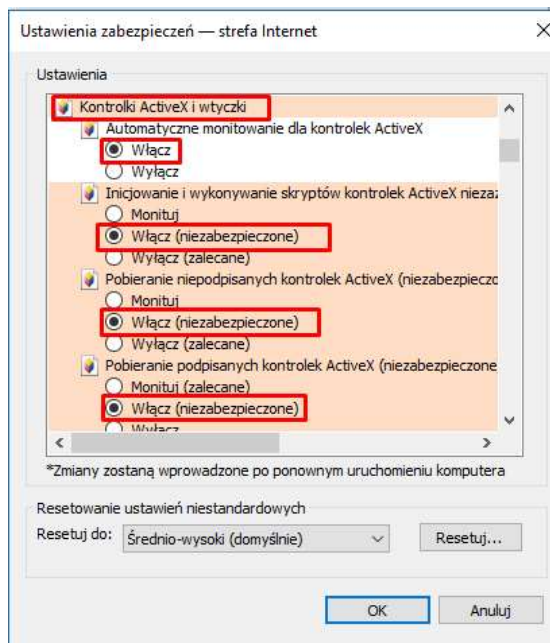 Ustawienia zabezpieczeń — strefa Internet
Ustawienia
Kontrolki ActiveX i wtyczki
Automatyczne monitowanie dla kontrolek ActiveX
Włącz
Wyłącz
Inicjowanie i wykonywanie skryptów kontrolek ActiveX
Monituj
Włącz (niezabezpieczone)
Wyłącz (zalecane)
Pobieranie niepodpisanych kontrolek ActiveX
Monituj
Włącz (niezabezpieczone)
Wyłącz (zalecane)
Pobieranie podpisanych kontrolek ActiveX (niezabezpieczone
Monituj (zalecane)
Włącz (niezabezpieczone)
Wyłącz
*Zmiany zostaną wprowadzone po ponownym uruchomieniu komputera
Resetowanie ustawień niestandardowych
Resetuj do:
Średnio-wysoki (domyślnie)
Resetuj...
OK
Anuluj